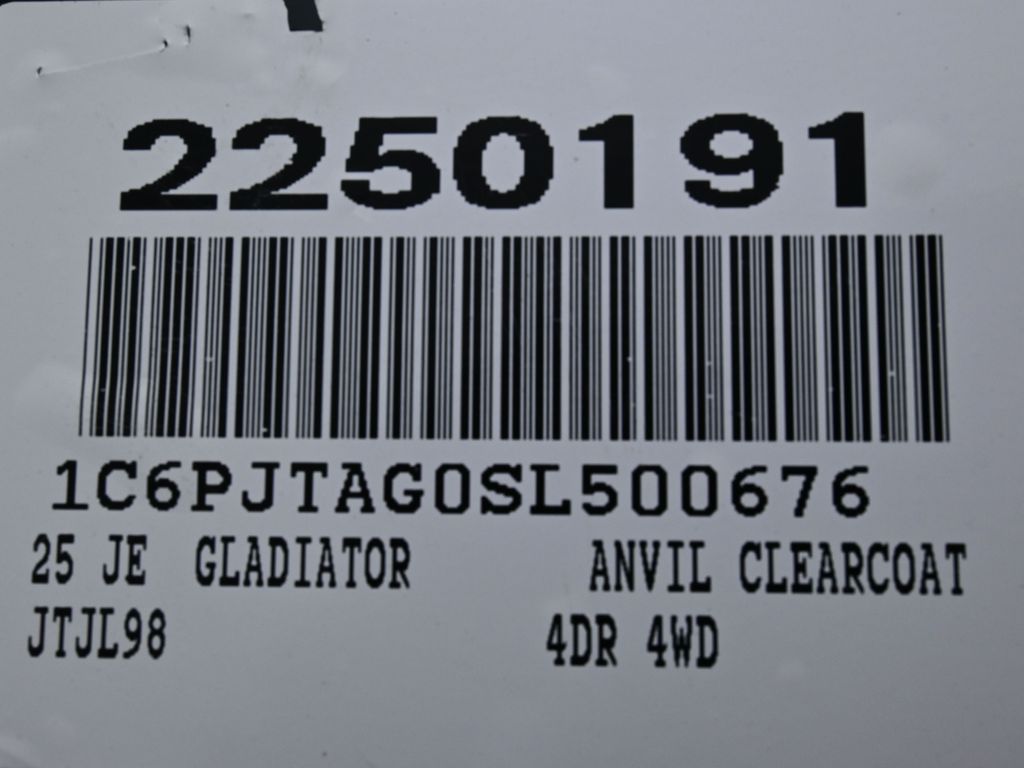 2250191
1C6PJTAG0SL500676
25 JE GLADIATOR ANVIL CLEARCOAT
JTJL98 4DR 4WD